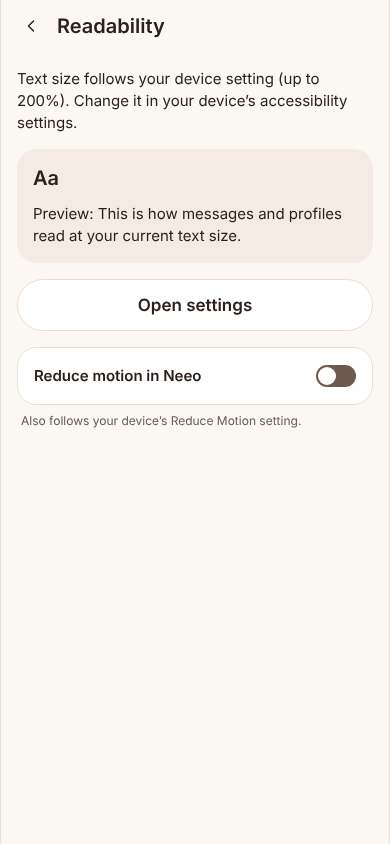 Readability
Text size follows your device setting (up to
200%). Change it in your device’s accessibility
settings.
Aa
Preview: This is how messages and profiles
read at your current text size.
Open settings
Reduce motion in Neeo
Also follows your device’s Reduce Motion setting.